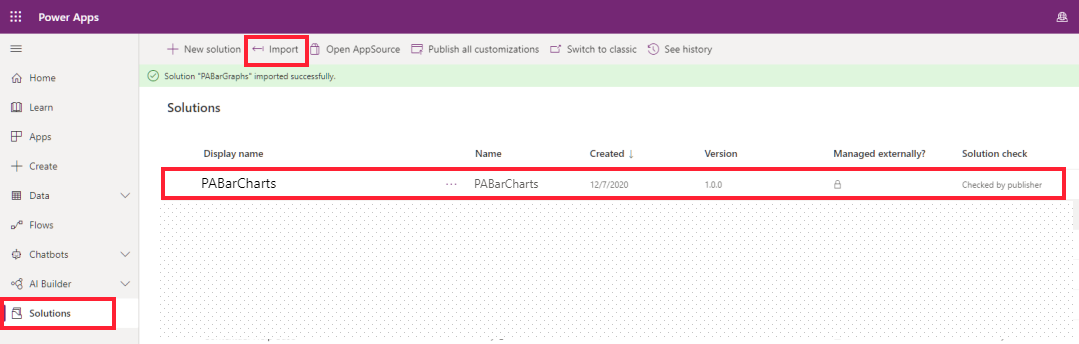 Power Apps
New solution Import Open AppSource Publish all customizations Switch to classic See history
Solution "PABarGraphs" imported successfully.
Home
Learn
Apps
Create
Data
Flows
Chatbots
AI Builder
Solutions
Solutions
Display name Name Created ↓ Version Managed externally? Solution check
PABarCharts ... PABarCharts 12/7/2020 1.0.0 Checked by publisher